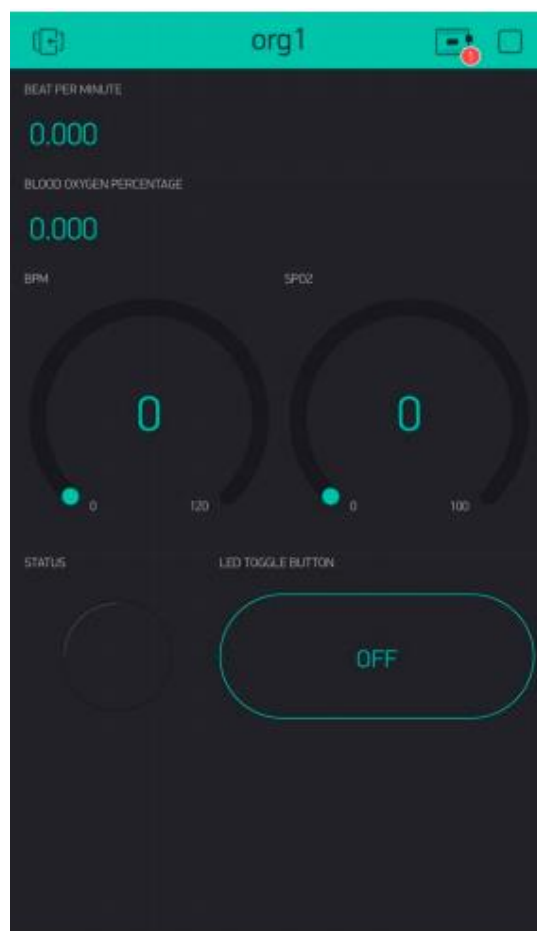 org1
BEAT PER MINUTE
0.000
BLOOD OXYGEN PERCENTAGE
0.000
BPM SPO2
0 0
0 120 0 100
STATUS LED TOGGLE BUTTON
OFF